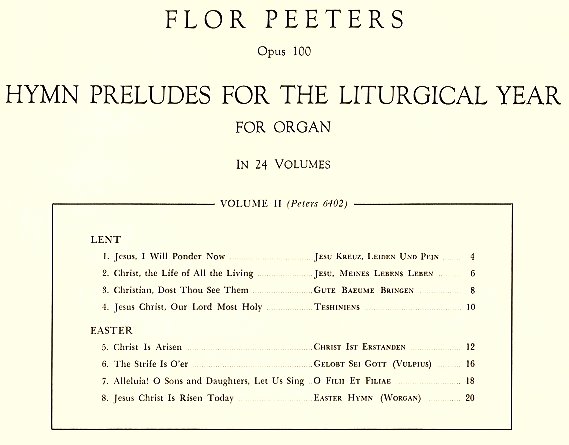 FLOR PEETERS
Opus 100
HYMN PRELUDES FOR THE LITURGICAL YEAR
FOR ORGAN
IN 24 VOLUMES
VOLUME II (Peters 6402)
LENT
1. Jesus, I Will Ponder Now JESU KREUZ, LEIDEN UND PEIN 4
2. Christ, the Life of All the Living JESU, MEINES LEBENS LEBEN 6
3. Christian, Dost Thou See Them GUTE BAEUME BRINGEN 8
4. Jesus Christ, Our Lord Most Holy TESHINIENS 10
EASTER
5. Christ Is Arisen CHRIST IST ERSTANDEN 12
6. The Strife Is O'er GELOBT SEI GOTT (VULPIUS) 16
7. Alleluia! O Sons and Daughters, Let Us Sing O FILII ET FILIAE 18
8. Jesus Christ Is Risen Today EASTER HYMN (WORGAN) 20